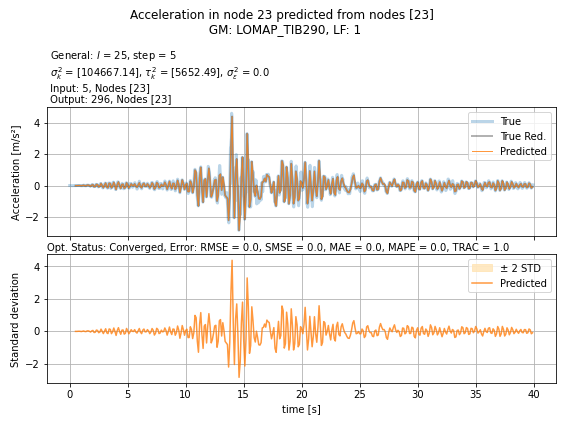 Acceleration in node 23 predicted from nodes [23]
GM: LOMAP_TIB290, LF: 1
General: l = 25, step = 5
σ²ₖ = [104667.14], τ²ₖ = [5652.49], σ²ₑ = 0.0
Input: 5, Nodes [23]
Output: 296, Nodes [23]
Acceleration [m/s²]
4
2
0
−2
True
True Red.
Predicted
Opt. Status: Converged, Error: RMSE = 0.0, SMSE = 0.0, MAE = 0.0, MAPE = 0.0, TRAC = 1.0
Standard deviation
4
2
0
−2
± 2 STD
Predicted
0 5 10 15 20 25 30 35 40
time [s]